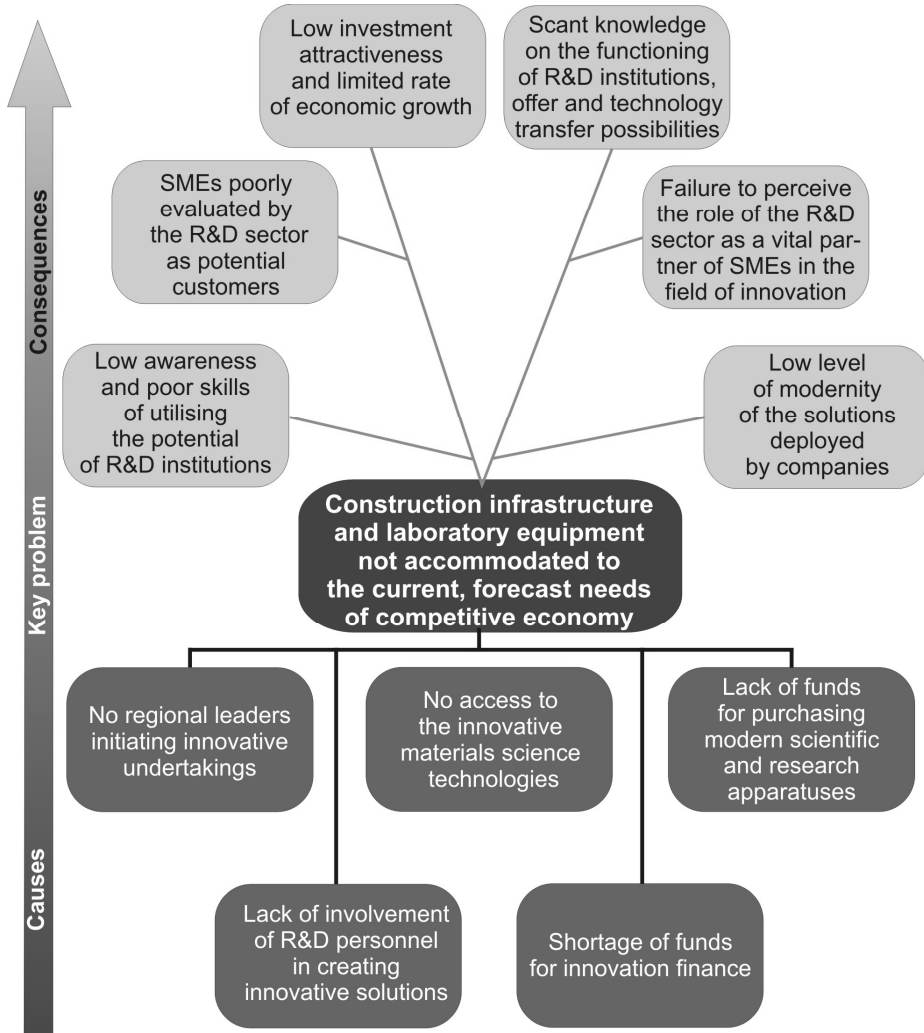 Low investment
attractiveness
and limited rate
of economic growth
Scant knowledge
on the functioning
of R&D institutions,
offer and technology
transfer possibilities
SMEs poorly
evaluated by
the R&D sector
as potential
customers
Failure to perceive
the role of the R&D
sector as a vital par-
tner of SMEs in the
field of innovation
Low awareness
and poor skills
of utilising
the potential
of R&D institutions
Low level
of modernity
of the solutions
deployed
by companies
Consequences
Key problem
Causes
Construction infrastructure
and laboratory equipment
not accommodated to
the current, forecast needs
of competitive economy
No regional leaders
initiating innovative
undertakings
No access to
the innovative
materials science
technologies
Lack of funds
for purchasing
modern scientific
and research
apparatuses
Lack of involvement
of R&D personnel
in creating
innovative solutions
Shortage of funds
for innovation finance